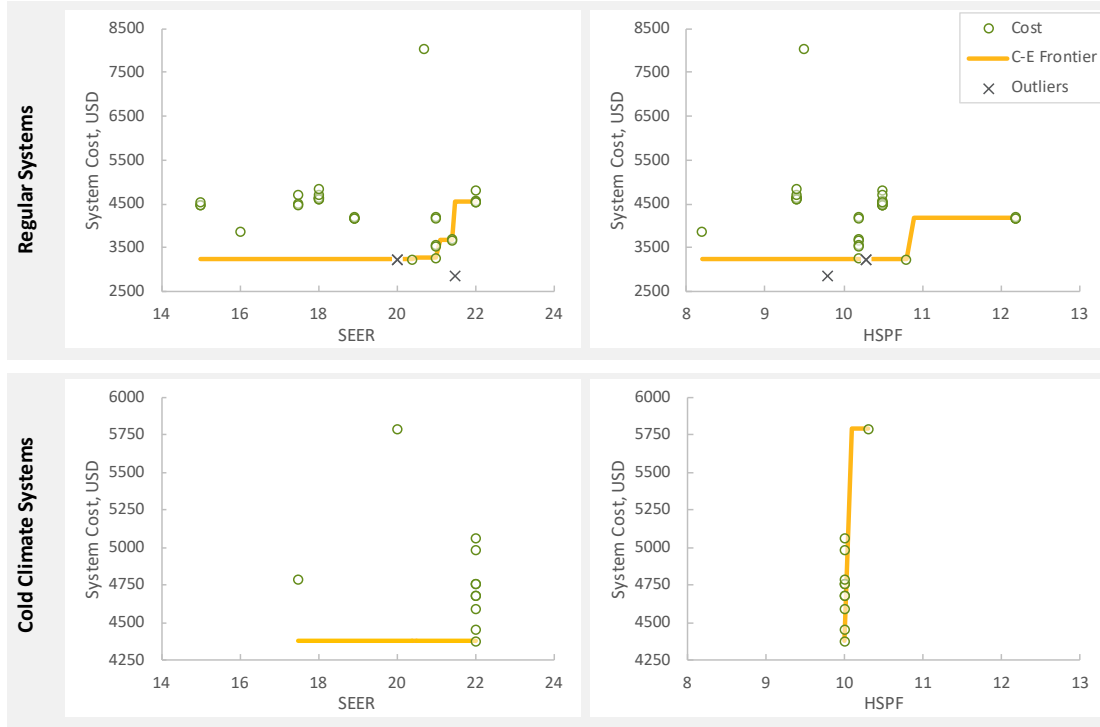 Regular Systems
System Cost, USD
8500
7500
6500
5500
4500
3500
2500
14 16 18 20 22 24
SEER
System Cost, USD
8500
7500
6500
5500
4500
3500
2500
8 9 10 11 12 13
HSPF
Cost
C-E Frontier
Outliers
Cold Climate Systems
System Cost, USD
6000
5750
5500
5250
5000
4750
4500
4250
14 16 18 20 22 24
SEER
System Cost, USD
6000
5750
5500
5250
5000
4750
4500
4250
8 9 10 11 12 13
HSPF